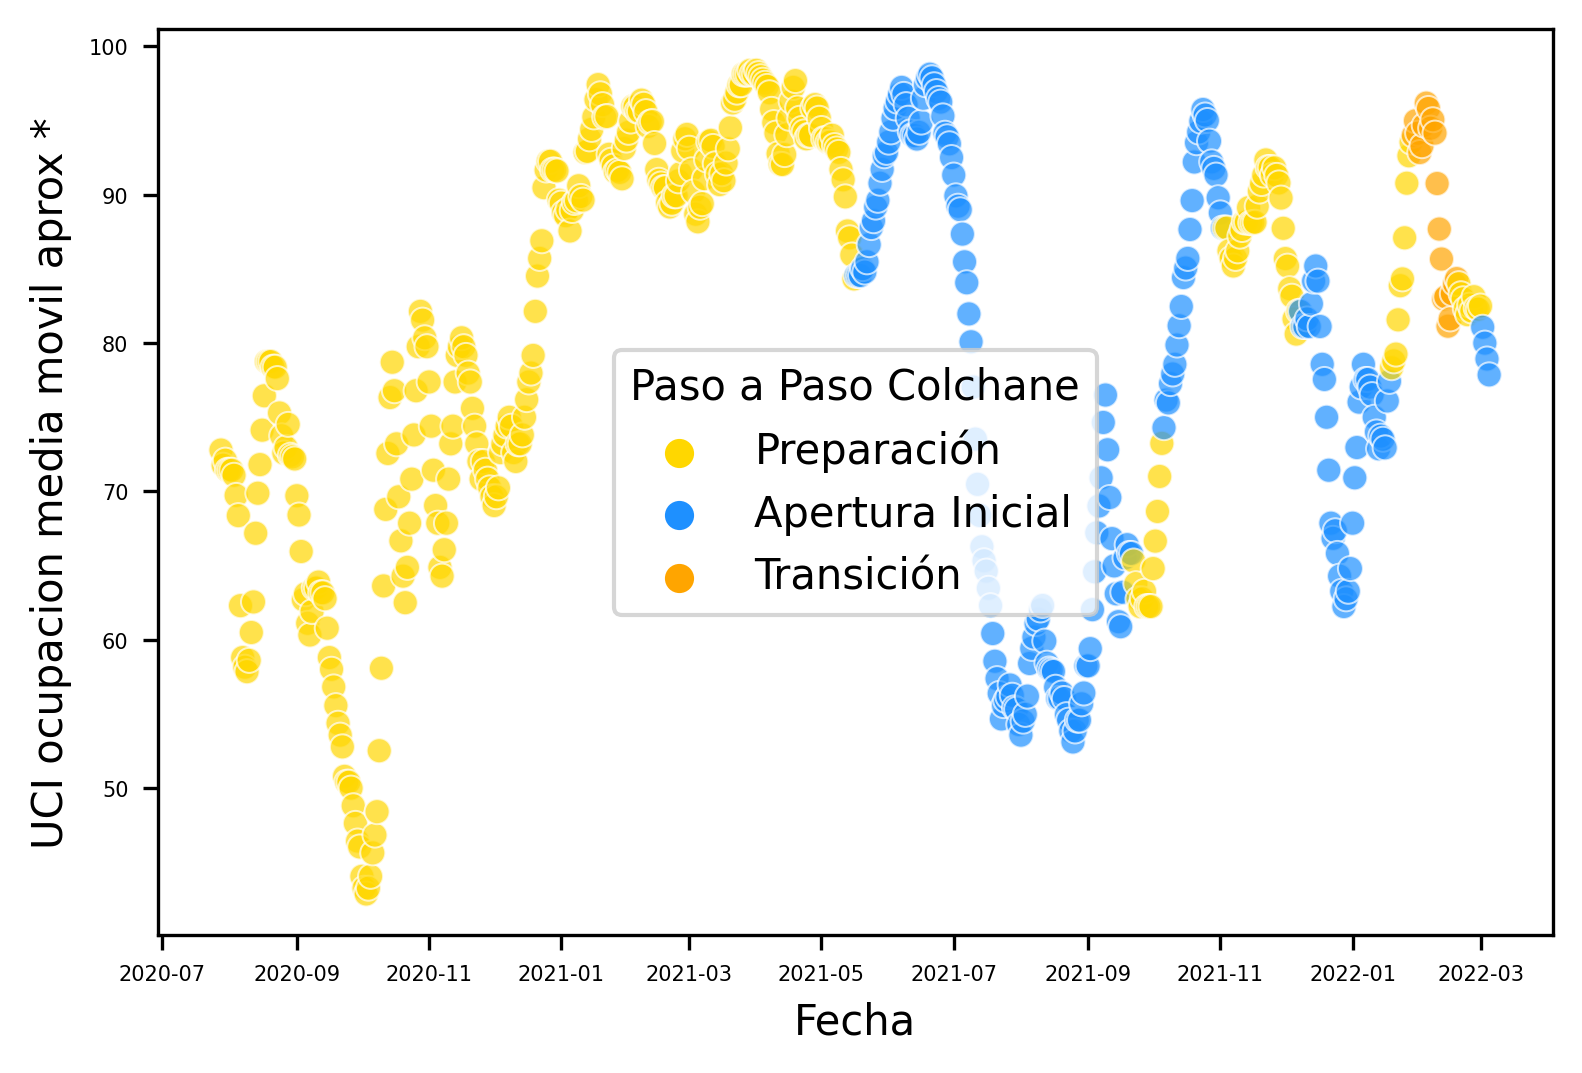 100
90
80
70
60
50
UCI ocupacion media movil aprox *
Paso a Paso Colchane
Preparación
Apertura Inicial
Transición
2020-07 2020-09 2020-11 2021-01 2021-03 2021-05 2021-07 2021-09 2021-11 2022-01 2022-03
Fecha